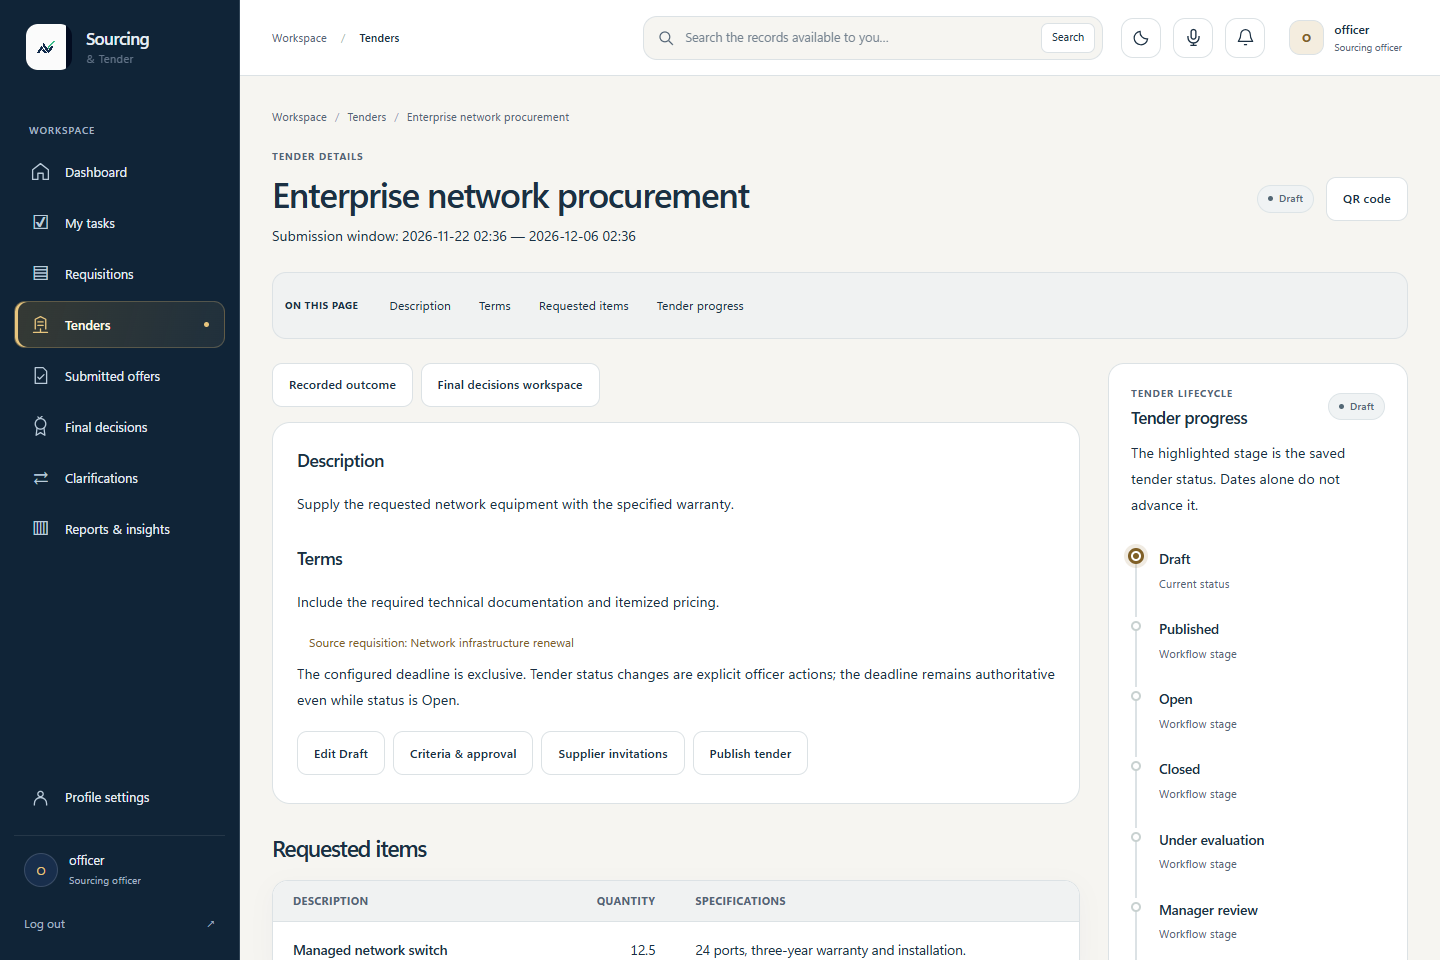 Sourcing
& Tender
WORKSPACE
Dashboard
My tasks
Requisitions
Tenders
Submitted offers
Final decisions
Clarifications
Reports & insights
Profile settings
O
officer
Sourcing officer
Log out
Workspace / Tenders
Search the records available to you...
Search
O
officer
Sourcing officer
Workspace / Tenders / Enterprise network procurement
TENDER DETAILS
Enterprise network procurement
Draft
QR code
Submission window: 2026-11-22 02:36 — 2026-12-06 02:36
ON THIS PAGE
Description
Terms
Requested items
Tender progress
Recorded outcome
Final decisions workspace
Description
Supply the requested network equipment with the specified warranty.
Terms
Include the required technical documentation and itemized pricing.
Source requisition: Network infrastructure renewal
The configured deadline is exclusive. Tender status changes are explicit officer actions; the deadline remains authoritative
even while status is Open.
Edit Draft
Criteria & approval
Supplier invitations
Publish tender
Requested items
DESCRIPTION QUANTITY SPECIFICATIONS
Managed network switch 12.5 24 ports, three-year warranty and installation.
TENDER LIFECYCLE
Tender progress
Draft
The highlighted stage is the saved
tender status. Dates alone do not
advance it.
Draft
Current status
Published
Workflow stage
Open
Workflow stage
Closed
Workflow stage
Under evaluation
Workflow stage
Manager review
Workflow stage